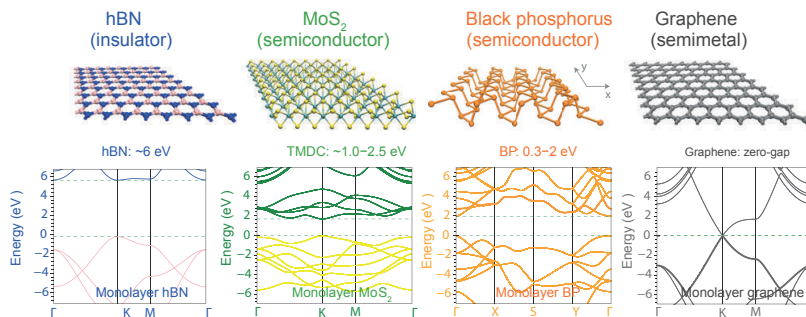 hBN
(insulator)
MoS₂
(semiconductor)
Black phosphorus
(semiconductor)
Graphene
(semimetal)
y
x
hBN: ~6 eV
TMDC: ~1.0−2.5 eV
BP: 0.3−2 eV
Graphene: zero-gap
Energy (eV )
6
4
2
0
−2
−4
−6
Monolayer hBN
Γ K M Γ
Energy (eV )
6
4
2
0
−2
−4
−6
Monolayer MoS₂
Γ K M Γ
Energy (eV )
6
4
2
0
−2
−4
−6
Monolayer BP
Γ X S Y Γ
Energy (eV )
6
4
2
0
−2
−4
−6
Monolayer graphene
Γ K M Γ